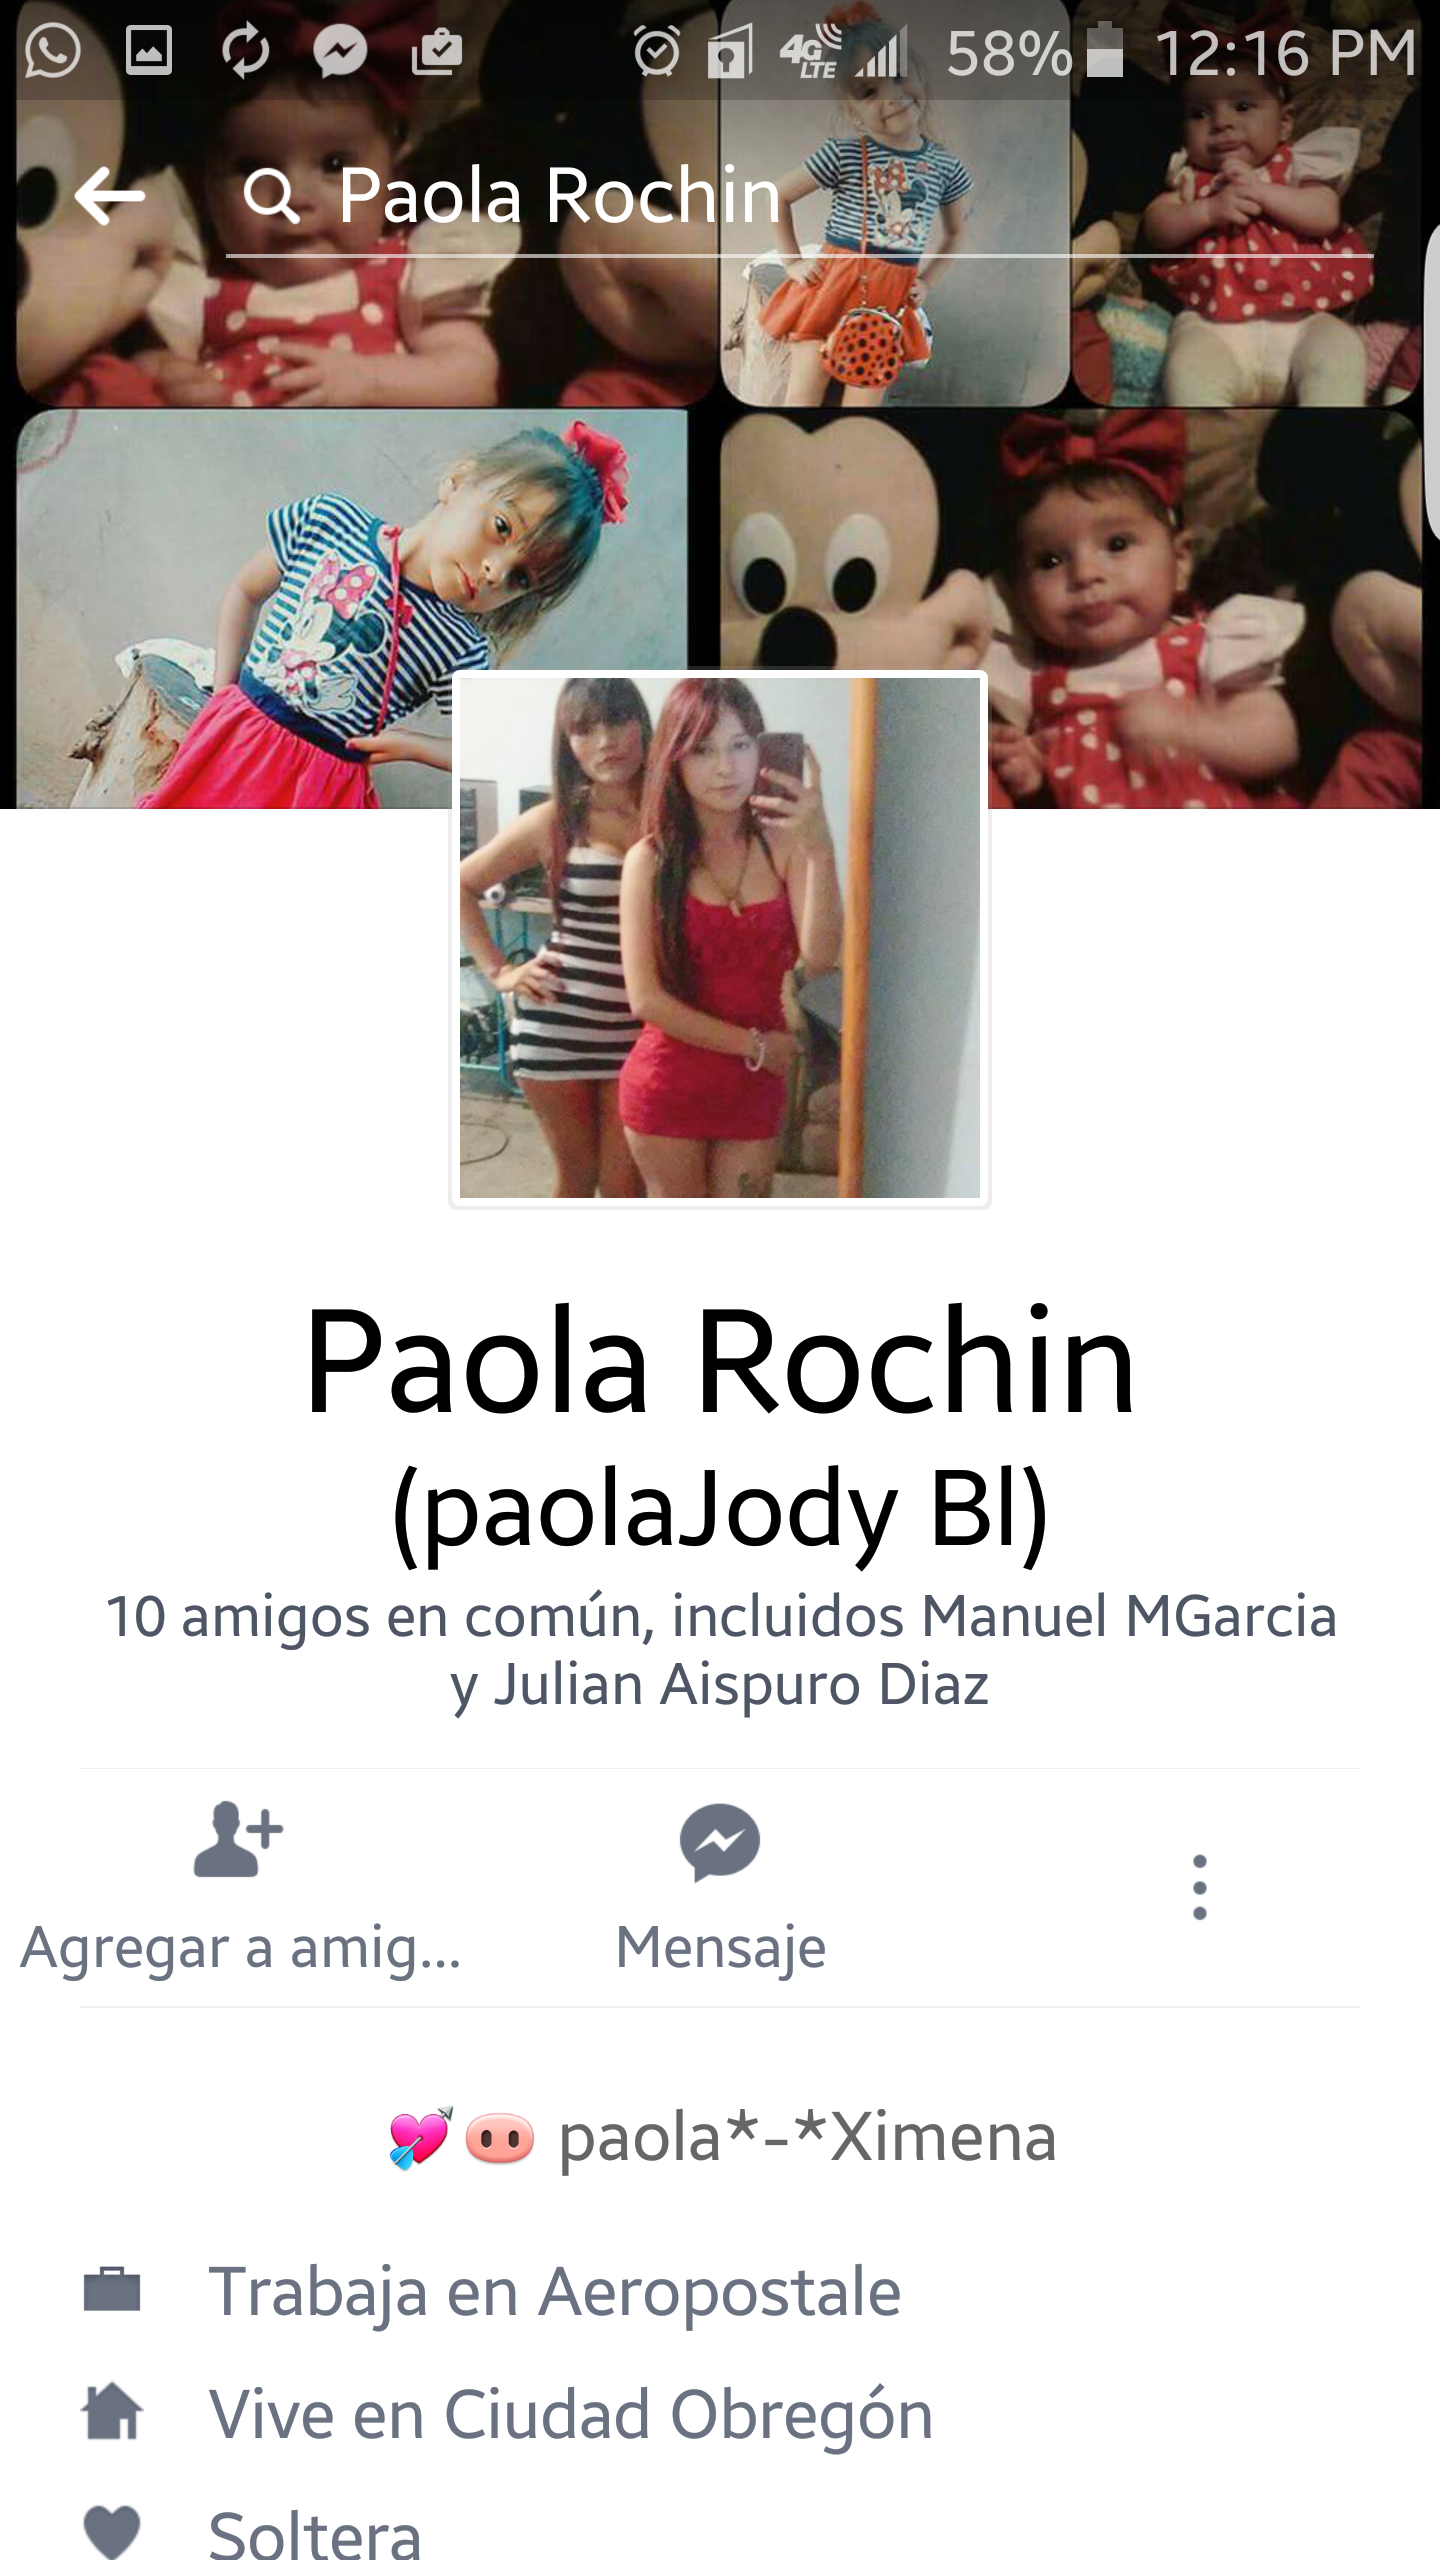 4G LTE 58% 12:16 PM
Paola Rochin
Paola Rochin
(paolaJody Bl)
10 amigos en común, incluidos Manuel MGarcia
y Julian Aispuro Diaz
Agregar a amig...
Mensaje
💘🐽 paola*-*Ximena
Trabaja en Aeropostale
Vive en Ciudad Obregón
Soltera